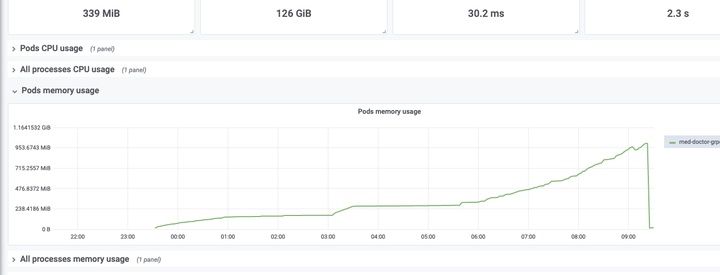 339 MiB 126 GiB 30.2 ms 2.3 s
Pods CPU usage (1 panel)
All processes CPU usage (1 panel)
Pods memory usage
Pods memory usage
1.1641532 GiB
953.6743 MiB
715.2557 MiB
476.8372 MiB
238.4186 MiB
0 B
22:00 23:00 00:00 01:00 02:00 03:00 04:00 05:00 06:00 07:00 08:00 09:00
med-doctor-grp
All processes memory usage (1 panel)